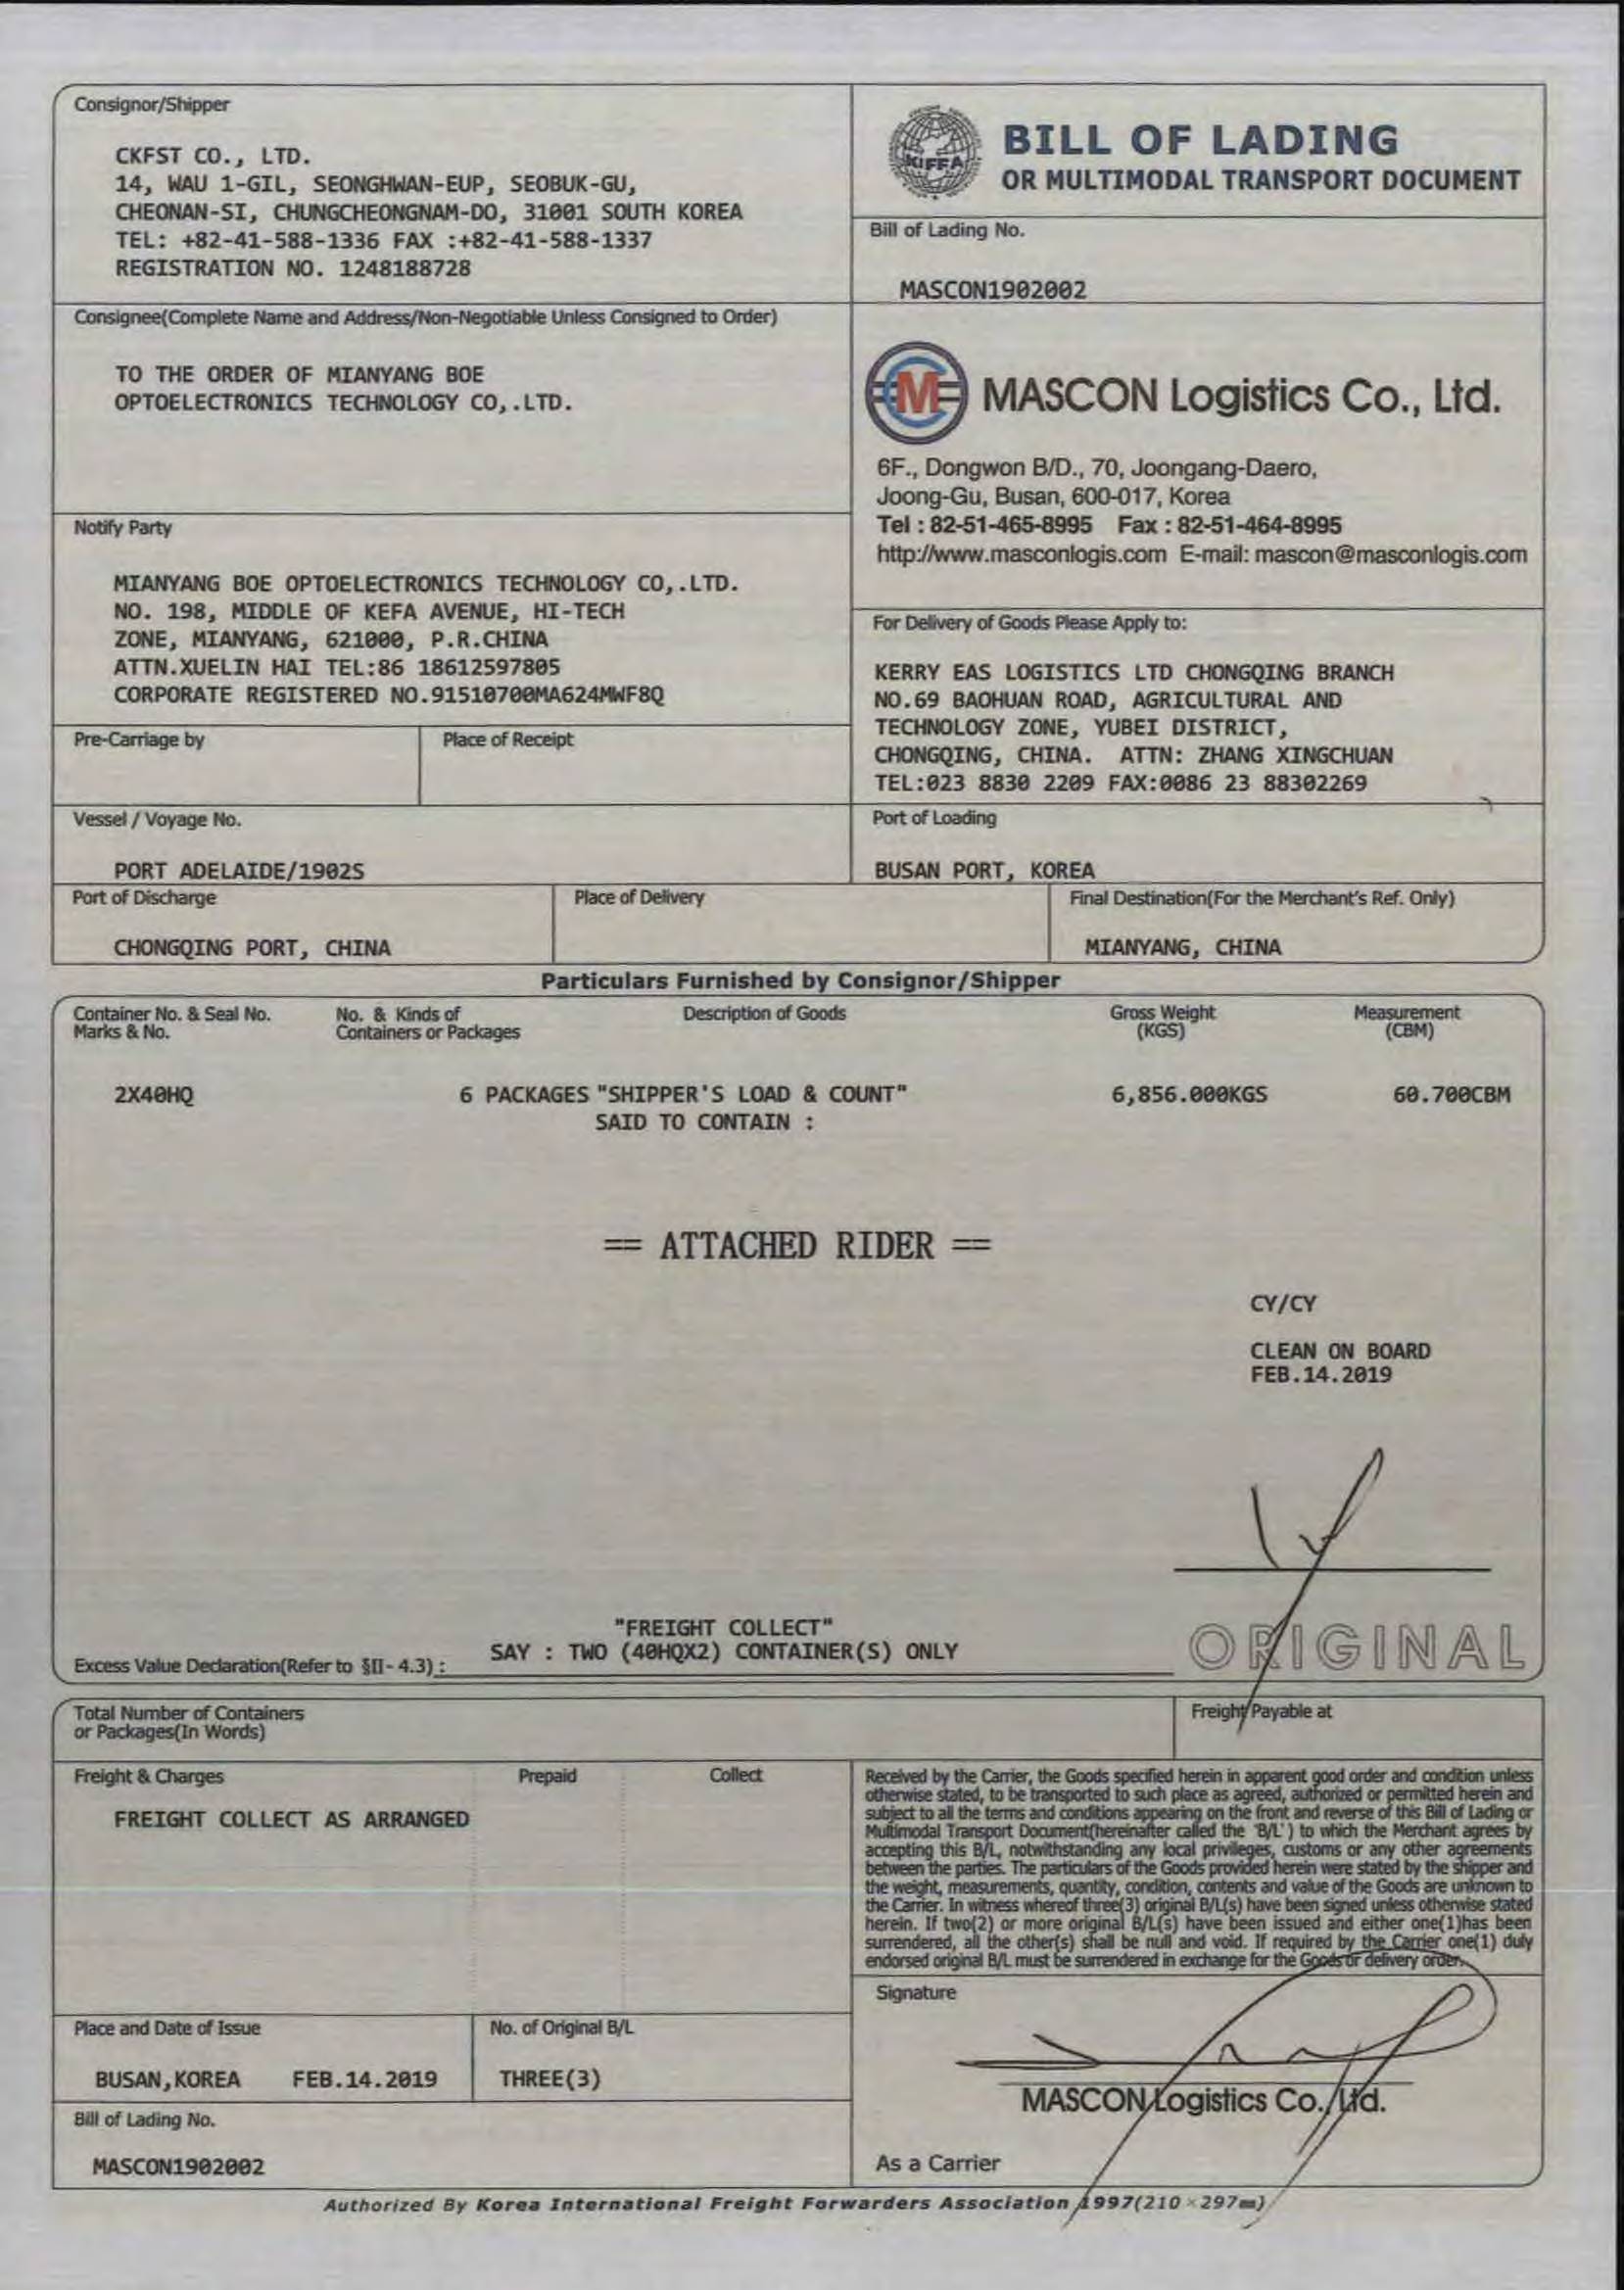 Consignor/Shipper
CKFST CO., LTD.
14, WAU 1-GIL, SEONGHWAN-EUP, SEOBUK-GU,
CHEONAN-SI, CHUNGCHEONGNAM-DO, 31001 SOUTH KOREA
TEL: +82-41-588-1336 FAX :+82-41-588-1337
REGISTRATION NO. 1248188728
KIFFA
BILL OF LADING
OR MULTIMODAL TRANSPORT DOCUMENT
Bill of Lading No.
MASCON1902002
Consignee(Complete Name and Address/Non-Negotiable Unless Consigned to Order)
TO THE ORDER OF MIANYANG BOE
OPTOELECTRONICS TECHNOLOGY CO,.LTD.
MASCON Logistics Co., Ltd.
6F., Dongwon B/D., 70, Joongang-Daero,
Joong-Gu, Busan, 600-017, Korea
Tel : 82-51-465-8995 Fax : 82-51-464-8995
http://www.masconlogis.com E-mail: mascon@masconlogis.com
Notify Party
MIANYANG BOE OPTOELECTRONICS TECHNOLOGY CO,.LTD.
NO. 198, MIDDLE OF KEFA AVENUE, HI-TECH
ZONE, MIANYANG, 621000, P.R.CHINA
ATTN.XUELIN HAI TEL:86 18612597805
CORPORATE REGISTERED NO.91510700MA624MWF8Q
For Delivery of Goods Please Apply to:
KERRY EAS LOGISTICS LTD CHONGQING BRANCH
NO.69 BAOHUAN ROAD, AGRICULTURAL AND
TECHNOLOGY ZONE, YUBEI DISTRICT,
CHONGQING, CHINA. ATTN: ZHANG XINGCHUAN
TEL:023 8830 2209 FAX:0086 23 88302269
Pre-Carriage by
Place of Receipt
Vessel / Voyage No.
PORT ADELAIDE/1902S
Port of Loading
BUSAN PORT, KOREA
Port of Discharge
CHONGQING PORT, CHINA
Place of Delivery
Final Destination(For the Merchant's Ref. Only)
MIANYANG, CHINA
Particulars Furnished by Consignor/Shipper
Container No. & Seal No.
Marks & No.
No. & Kinds of
Containers or Packages
Description of Goods
Gross Weight
(KGS)
Measurement
(CBM)
2X40HQ 6 PACKAGES "SHIPPER'S LOAD & COUNT" 6,856.000KGS 60.700CBM
SAID TO CONTAIN :
== ATTACHED RIDER ==
CY/CY
CLEAN ON BOARD
FEB.14.2019
"FREIGHT COLLECT"
SAY : TWO (40HQX2) CONTAINER(S) ONLY
Excess Value Declaration(Refer to §II- 4.3) :
ORIGINAL
Total Number of Containers
or Packages(In Words)
Freight Payable at
Freight & Charges Prepaid Collect
FREIGHT COLLECT AS ARRANGED
Received by the Carrier, the Goods specified herein in apparent good order and condition unless
otherwise stated, to be transported to such place as agreed, authorized or permitted herein and
subject to all the terms and conditions appearing on the front and reverse of this Bill of Lading or
Multimodal Transport Document(hereinafter called the 'B/L') to which the Merchant agrees by
accepting this B/L, notwithstanding any local privileges, customs or any other agreements
between the parties. The particulars of the Goods provided herein were stated by the shipper and
the weight, measurements, quantity, condition, contents and value of the Goods are unknown to
the Carrier. In witness whereof three(3) original B/L(s) have been signed unless otherwise stated
herein. If two(2) or more original B/L(s) have been issued and either one(1)has been
surrendered, all the other(s) shall be null and void. If required by the Carrier one(1) duly
endorsed original B/L must be surrendered in exchange for the Goods or delivery order.
Signature
MASCON Logistics Co., Ltd.
As a Carrier
Place and Date of Issue
BUSAN,KOREA FEB.14.2019
No. of Original B/L
THREE(3)
Bill of Lading No.
MASCON1902002
Authorized By Korea International Freight Forwarders Association 1997(210×297㎜)